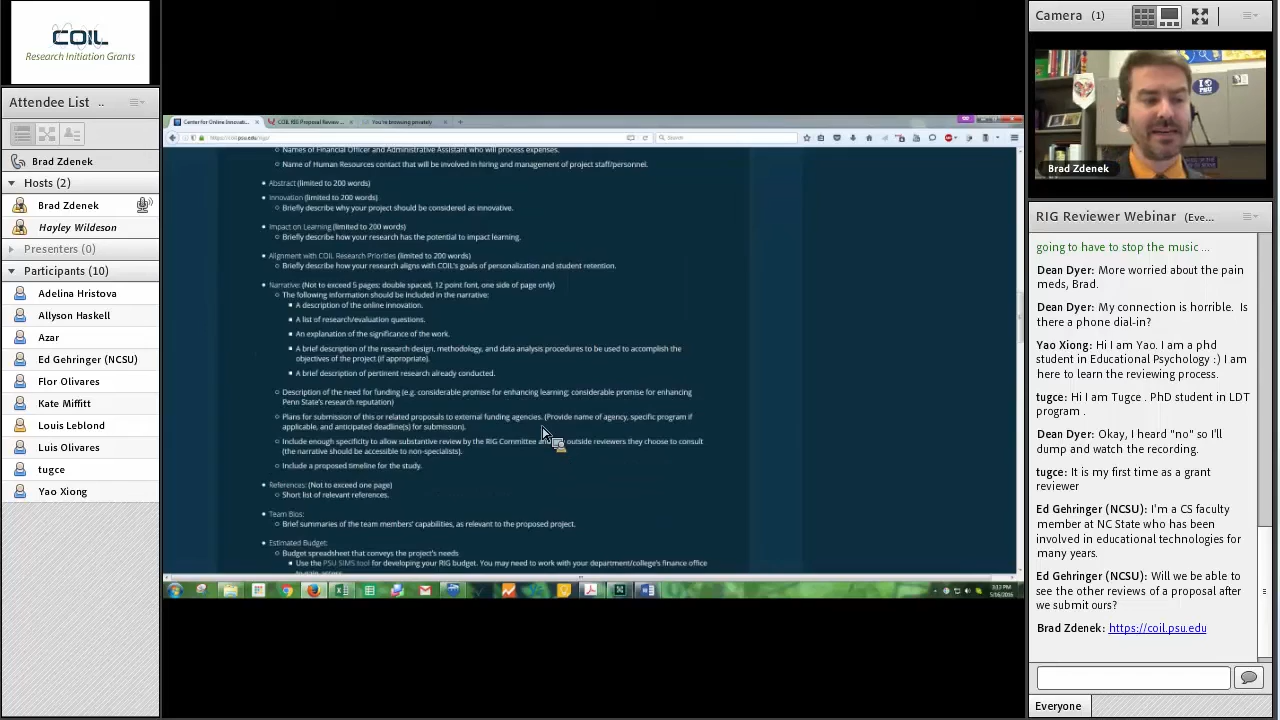 COIL
Research Initiation Grants
Attendee List ..
Brad Zdenek
Hosts (2)
Brad Zdenek
Hayley Wildeson
Presenters (0)
Participants (10)
Adelina Hristova
Allyson Haskell
Azar
Ed Gehringer (NCSU)
Flor Olivares
Kate Miffitt
Louis Leblond
Luis Olivares
tugce
Yao Xiong
Center for Online Innovati...
COIL RIG Proposal Review ...
You're browsing privately
Search
Names of Financial Officer and Administrative Assistant who will process expenses.
Name of Human Resources contact that will be involved in hiring and management of project staff/personnel.
Abstract (limited to 200 words)
Innovation (limited to 200 words)
Briefly describe why your project should be considered as innovative.
Impact on Learning (limited to 200 words)
Briefly describe how your research has the potential to impact learning.
Alignment with COIL Research Priorities (limited to 200 words)
Briefly describe how your research aligns with COIL's goals of personalization and student retention.
Narrative: (Not to exceed 5 pages; double spaced, 12 point font, one side of page only)
The following information should be included in the narrative:
A description of the online innovation.
A list of research/evaluation questions.
An explanation of the significance of the work.
A brief description of the research design, methodology, and data analysis procedures to be used to accomplish the
objectives of the project (if appropriate).
A brief description of pertinent research already conducted.
Description of the need for funding (e.g. considerable promise for enhancing learning; considerable promise for enhancing
Penn State's research reputation)
Plans for submission of this or related proposals to external funding agencies. (Provide name of agency, specific program if
applicable, and anticipated deadline(s) for submission).
Include enough specificity to allow substantive review by the RIG Committee outside reviewers they choose to consult
(the narrative should be accessible to non-specialists).
Include a proposed timeline for the study.
References: (Not to exceed one page)
Short list of relevant references.
Team Bios:
Brief summaries of the team members' capabilities, as relevant to the proposed project.
Estimated Budget:
Budget spreadsheet that conveys the project's needs
Use the PSU SIMS tool for developing your RIG budget. You may need to work with your department/college's finance office
to gain access
5/16/2016
Camera (1)
Brad Zdenek
RIG Reviewer Webinar (Eve...
going to have to stop the music ...
Dean Dyer: More worried about the pain
meds, Brad.
Dean Dyer: My connection is horrible. Is
there a phone dial-in?
Yao Xiong: Hi I am Yao. I am a phd
student in Educational Psychology :) I am
here to learn the reviewing process.
tugce: Hi I am Tugce . PhD student in LDT
program .
Dean Dyer: Okay, I heard "no" so I'll
dump and watch the recording.
tugce: It is my first time as a grant
reviewer
Ed Gehringer (NCSU): I'm a CS faculty
member at NC State who has been
involved in educational technologies for
many years.
Ed Gehringer (NCSU): Will we be able to
see the other reviews of a proposal after
we submit ours?
Brad Zdenek: https://coil.psu.edu
Everyone